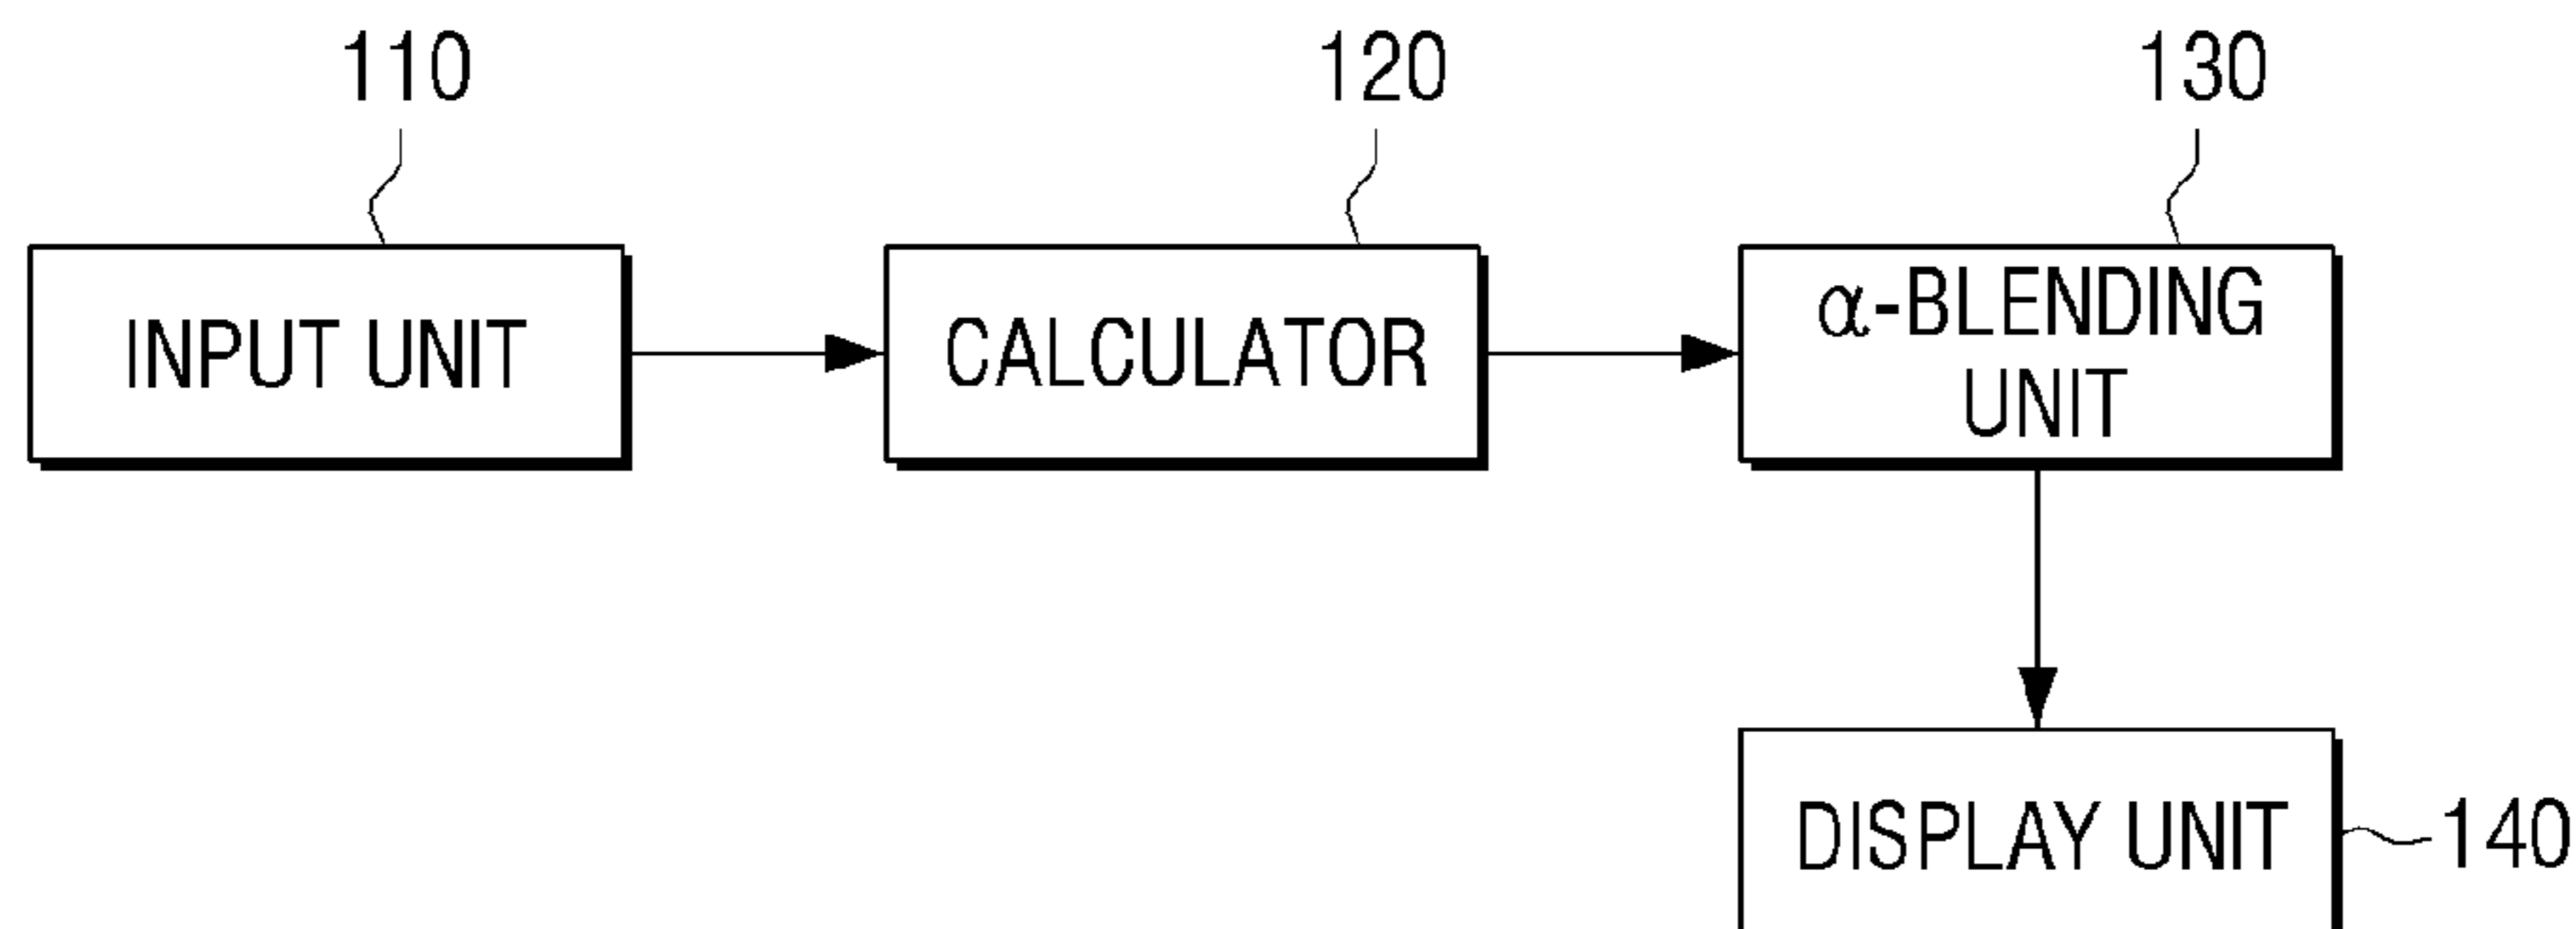 110
120
130
INPUT UNIT
CALCULATOR
α-BLENDING
UNIT
DISPLAY UNIT
140